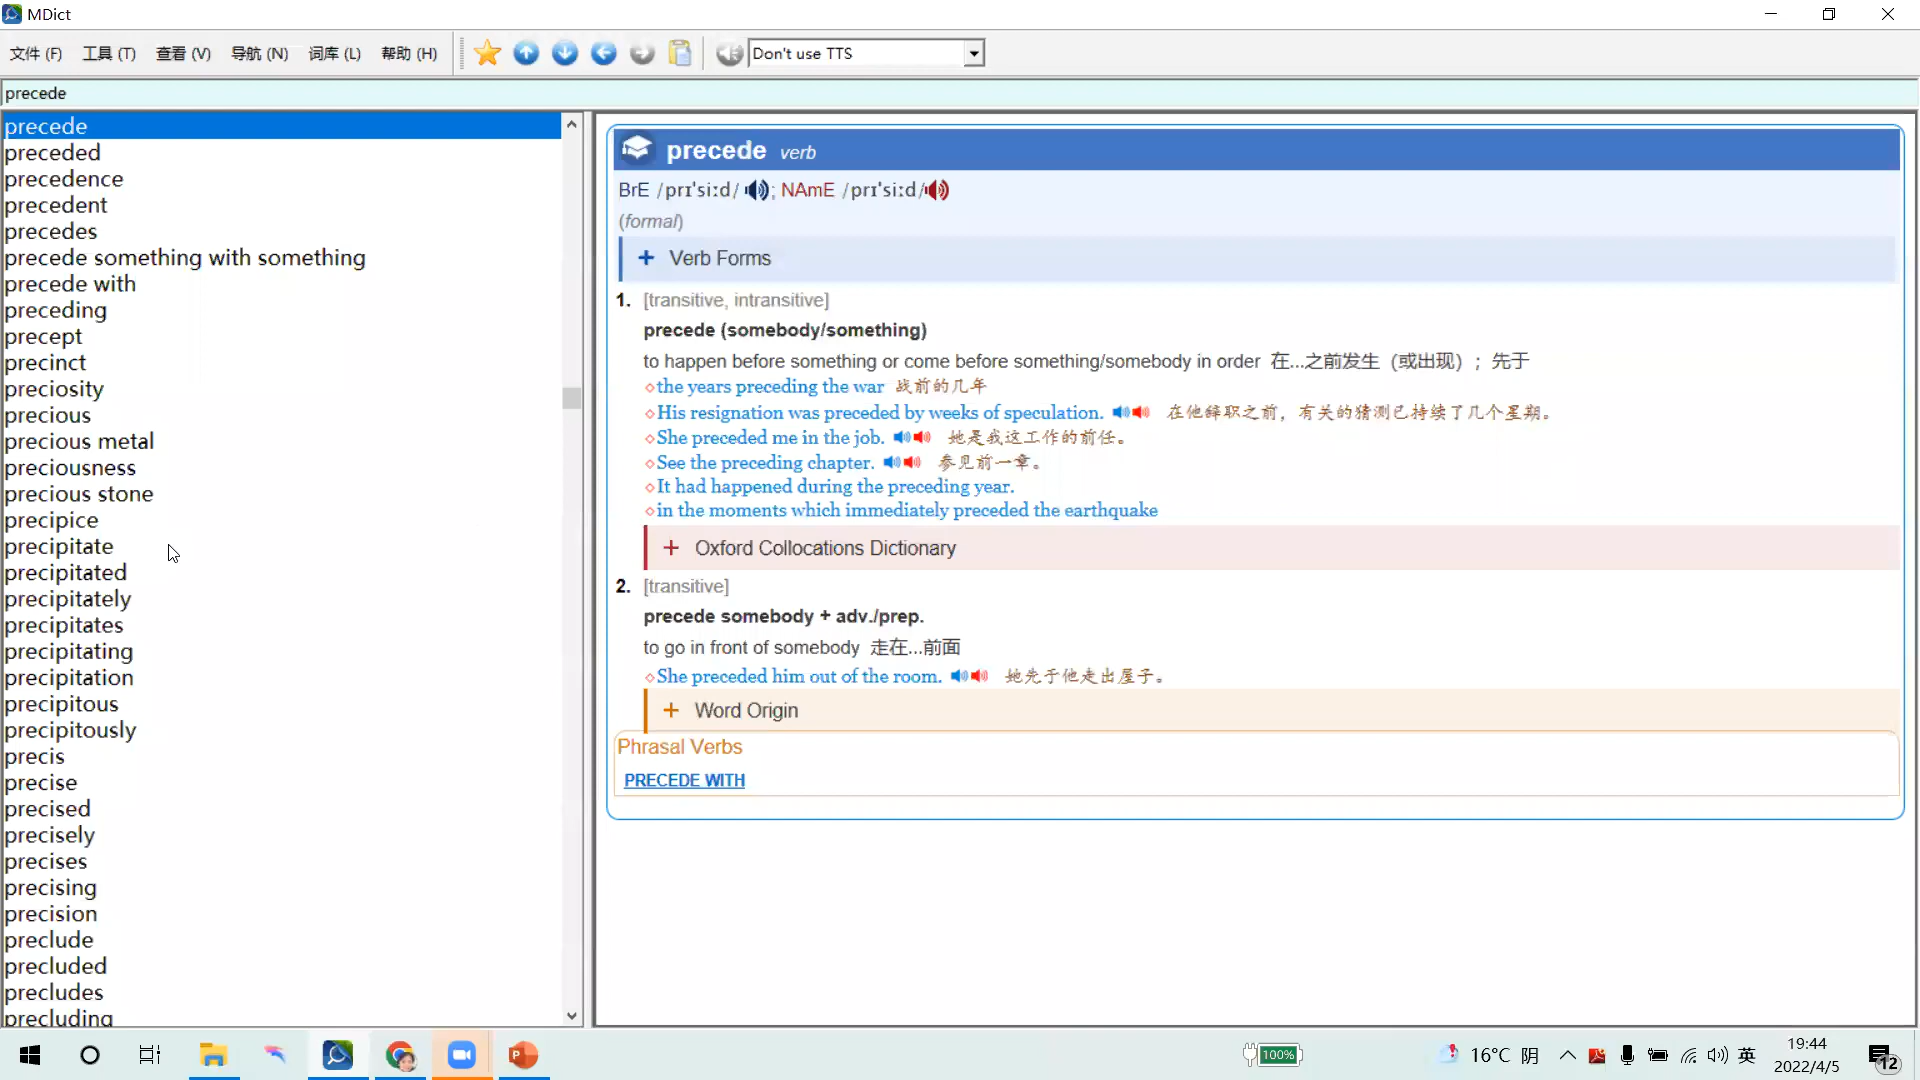 MDict
文件 (F) 工具 (T) 查看 (V) 导航 (N) 词库 (L) 帮助 (H) Don't use TTS
precede
precede
preceded
precedence
precedent
precedes
precede something with something
precede with
preceding
precept
precinct
preciosity
precious
precious metal
preciousness
precious stone
precipice
precipitate
precipitated
precipitately
precipitates
precipitating
precipitation
precipitous
precipitously
precis
precise
precised
precisely
precises
precising
precision
preclude
precluded
precludes
precluding
precede verb
BrE /prɪˈsiːd/ ; NAmE /prɪˈsiːd/
(formal)
+ Verb Forms
1. [transitive, intransitive]
precede (somebody/something)
to happen before something or come before something/somebody in order 在...之前发生（或出现）；先于
◇the years preceding the war 战前的几年
◇His resignation was preceded by weeks of speculation. 在他辞职之前，有关的猜测已持续了几个星期。
◇She preceded me in the job. 她是我这工作的前任。
◇See the preceding chapter. 参见前一章。
◇It had happened during the preceding year.
◇in the moments which immediately preceded the earthquake
+ Oxford Collocations Dictionary
2. [transitive]
precede somebody + adv./prep.
to go in front of somebody 走在...前面
◇She preceded him out of the room. 她先于他走出屋子。
+ Word Origin
Phrasal Verbs
PRECEDE WITH
100% 16°C 阴 英 19:44
2022/4/5 12